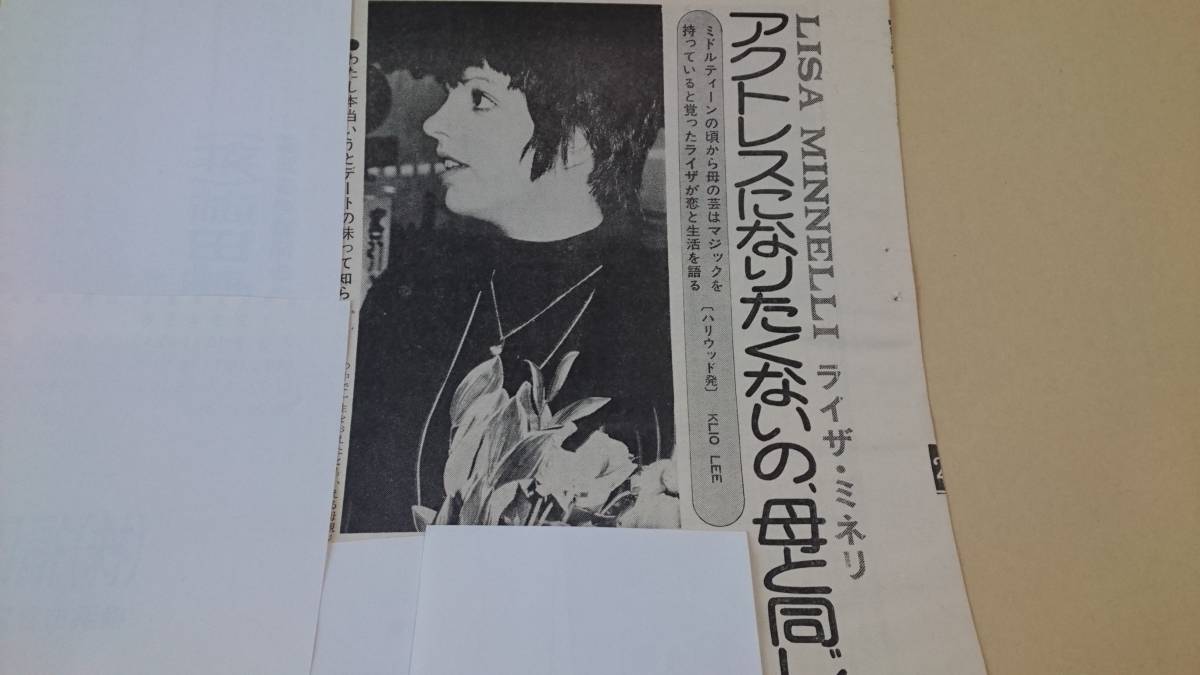 LISA MINNELLI ライザ・ミネリ
アクトレスになりたくないの、母と同じ
ミドルティーンの頃から母の芸はマジックを
持っていると覚ったライザが恋と生活を語る
〔ハリウッド発〕 KLIO LEE
●わたし本当いうとデートの味って知ら